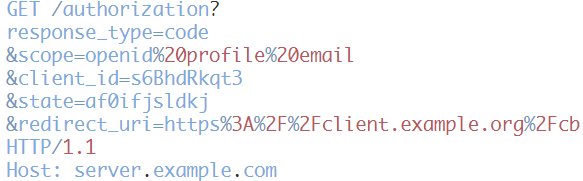 GET /authorization?
response_type=code
&scope=openid%20profile%20email
&client_id=s6BhdRkqt3
&state=af0ifjsldkj
&redirect_uri=https%3A%2F%2Fclient.example.org%2Fcb
HTTP/1.1
Host: server.example.com